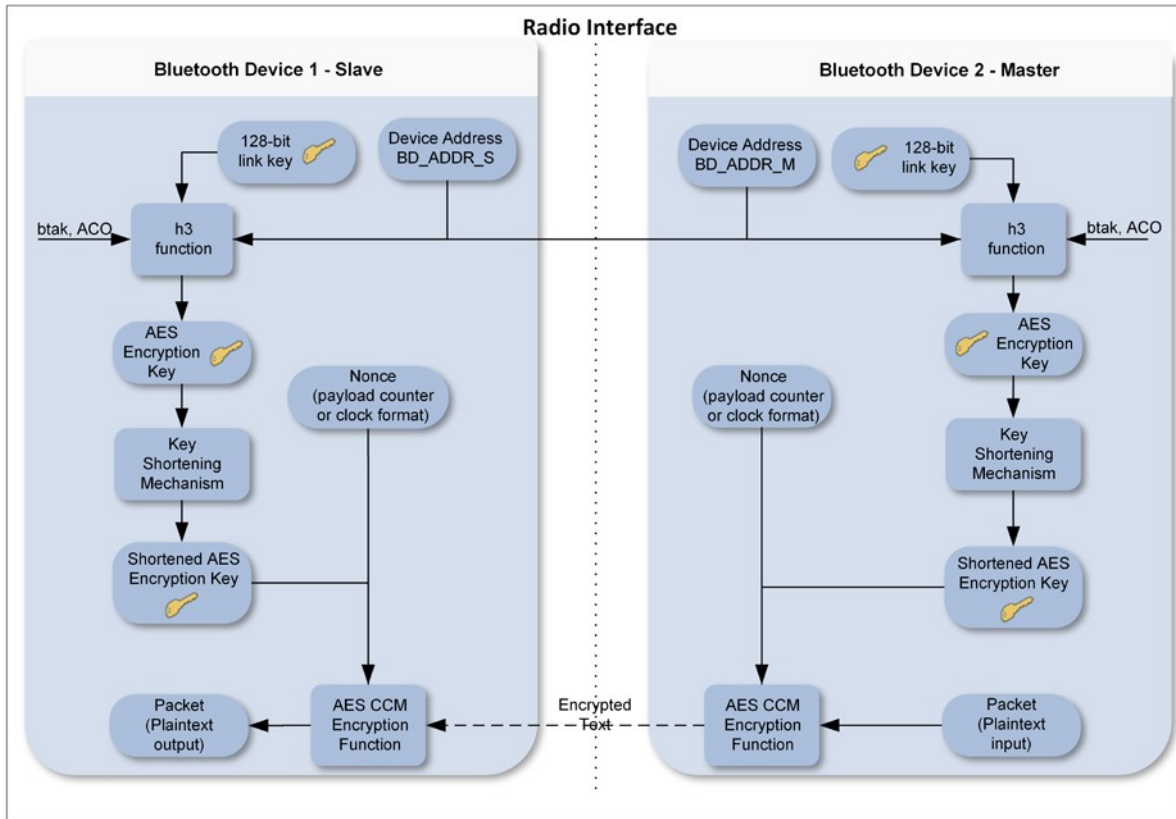 Radio Interface
Bluetooth Device 1 - Slave
128-bit
link key
Device Address
BD_ADDR_S
btak, ACO
h3
function
AES
Encryption
Key
Nonce
(payload counter
or clock format)
Key
Shortening
Mechanism
Shortened AES
Encryption Key
Packet
(Plaintext
output)
AES CCM
Encryption
Function
Encrypted
Text
Bluetooth Device 2 - Master
Device Address
BD_ADDR_M
128-bit
link key
h3
function
btak, ACO
AES
Encryption
Key
Nonce
(payload counter
or clock format)
Key
Shortening
Mechanism
Shortened AES
Encryption Key
AES CCM
Encryption
Function
Packet
(Plaintext
input)